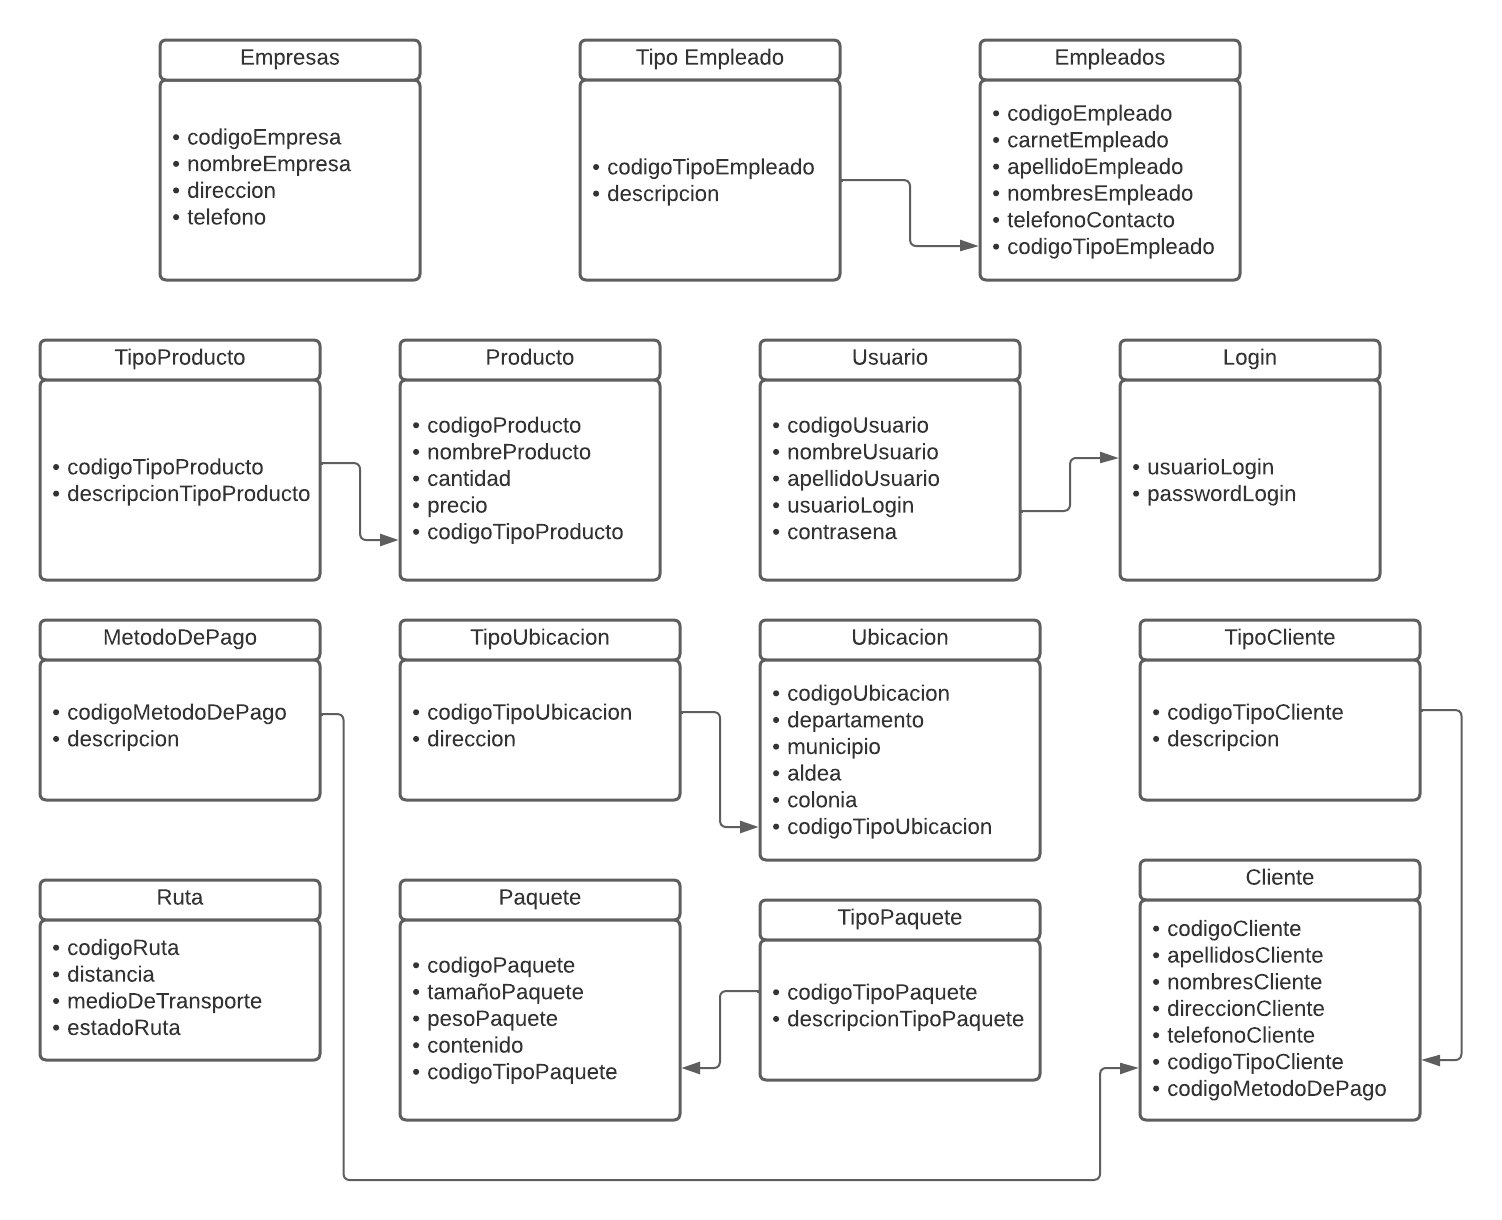 Empresas
• codigoEmpresa
• nombreEmpresa
• direccion
• telefono
Tipo Empleado
• codigoTipoEmpleado
• descripcion
Empleados
• codigoEmpleado
• carnetEmpleado
• apellidoEmpleado
• nombresEmpleado
• telefonoContacto
• codigoTipoEmpleado
TipoProducto
• codigoTipoProducto
• descripcionTipoProducto
Producto
• codigoProducto
• nombreProducto
• cantidad
• precio
• codigoTipoProducto
Usuario
• codigoUsuario
• nombreUsuario
• apellidoUsuario
• usuarioLogin
• contrasena
Login
• usuarioLogin
• passwordLogin
MetodoDePago
• codigoMetodoDePago
• descripcion
TipoUbicacion
• codigoTipoUbicacion
• direccion
Ubicacion
• codigoUbicacion
• departamento
• municipio
• aldea
• colonia
• codigoTipoUbicacion
TipoCliente
• codigoTipoCliente
• descripcion
Ruta
• codigoRuta
• distancia
• medioDeTransporte
• estadoRuta
Paquete
• codigoPaquete
• tamañoPaquete
• pesoPaquete
• contenido
• codigoTipoPaquete
TipoPaquete
• codigoTipoPaquete
• descripcionTipoPaquete
Cliente
• codigoCliente
• apellidosCliente
• nombresCliente
• direccionCliente
• telefonoCliente
• codigoTipoCliente
• codigoMetodoDePago